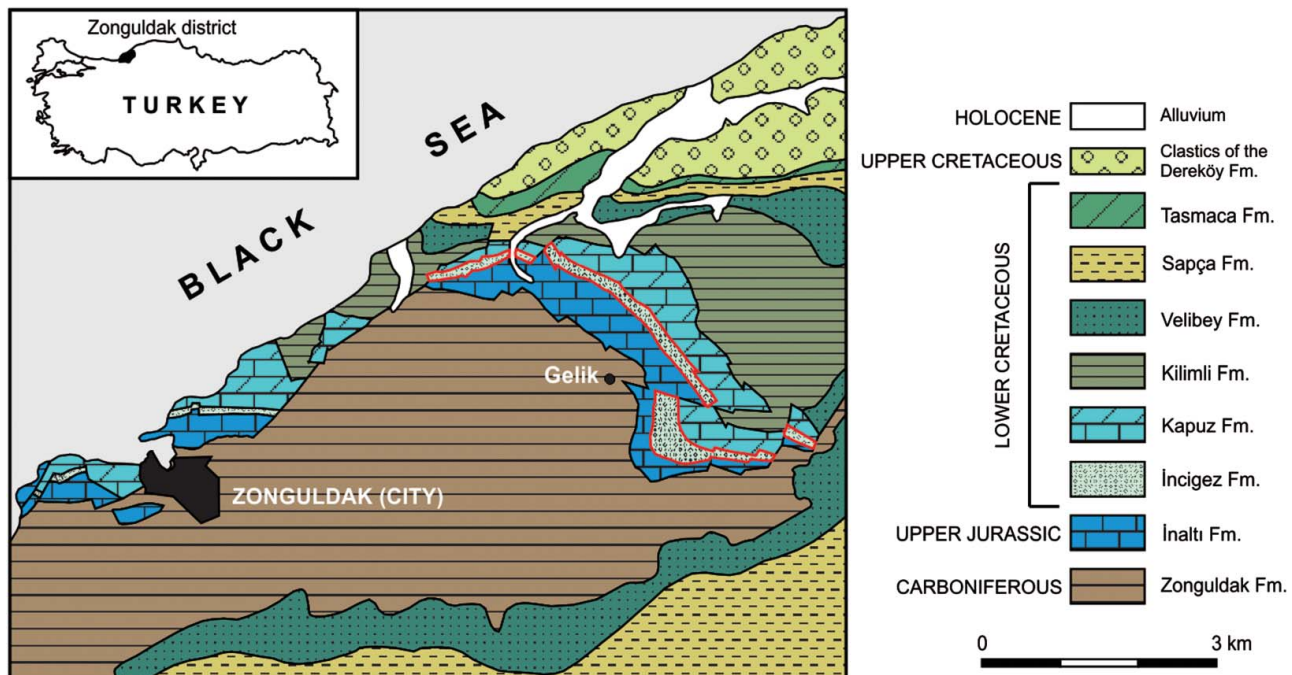 Zonguldak district
TURKEY
BLACK SEA
Gelik
ZONGULDAK (CITY)
HOLOCENE
Alluvium
UPPER CRETACEOUS
Clastics of the
Dereköy Fm.
LOWER CRETACEOUS
Tasmaca Fm.
Sapça Fm.
Velibey Fm.
Kilimli Fm.
Kapuz Fm.
İncigez Fm.
UPPER JURASSIC
İnaltı Fm.
CARBONIFEROUS
Zonguldak Fm.
0 3 km